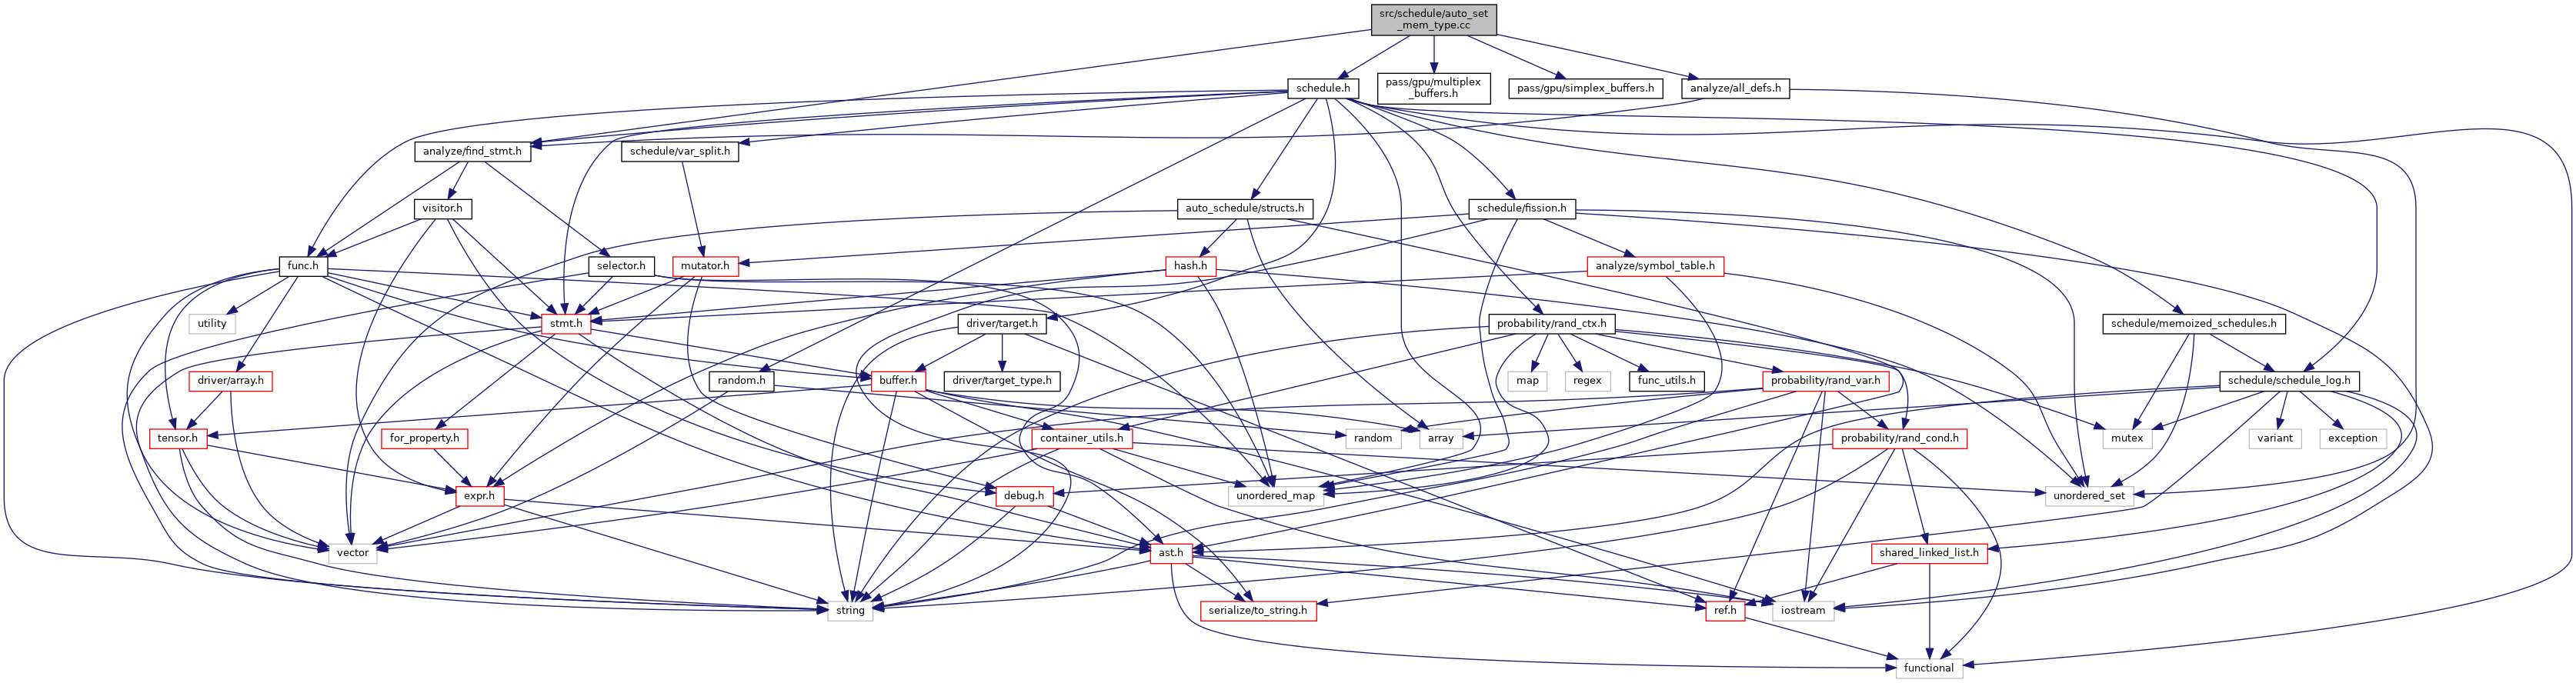 src/schedule/auto_set
_mem_type.cc
schedule.h
pass/gpu/multiplex
_buffers.h
pass/gpu/simplex_buffers.h
analyze/all_defs.h
analyze/find_stmt.h
schedule/var_split.h
visitor.h
auto_schedule/structs.h
schedule/fission.h
func.h
selector.h
mutator.h
hash.h
analyze/symbol_table.h
utility
stmt.h
driver/target.h
probability/rand_ctx.h
schedule/memoized_schedules.h
driver/array.h
random.h
buffer.h
driver/target_type.h
map
regex
func_utils.h
probability/rand_var.h
schedule/schedule_log.h
tensor.h
for_property.h
container_utils.h
random
array
probability/rand_cond.h
mutex
variant
exception
expr.h
debug.h
unordered_map
unordered_set
vector
ast.h
shared_linked_list.h
string
serialize/to_string.h
ref.h
iostream
functional